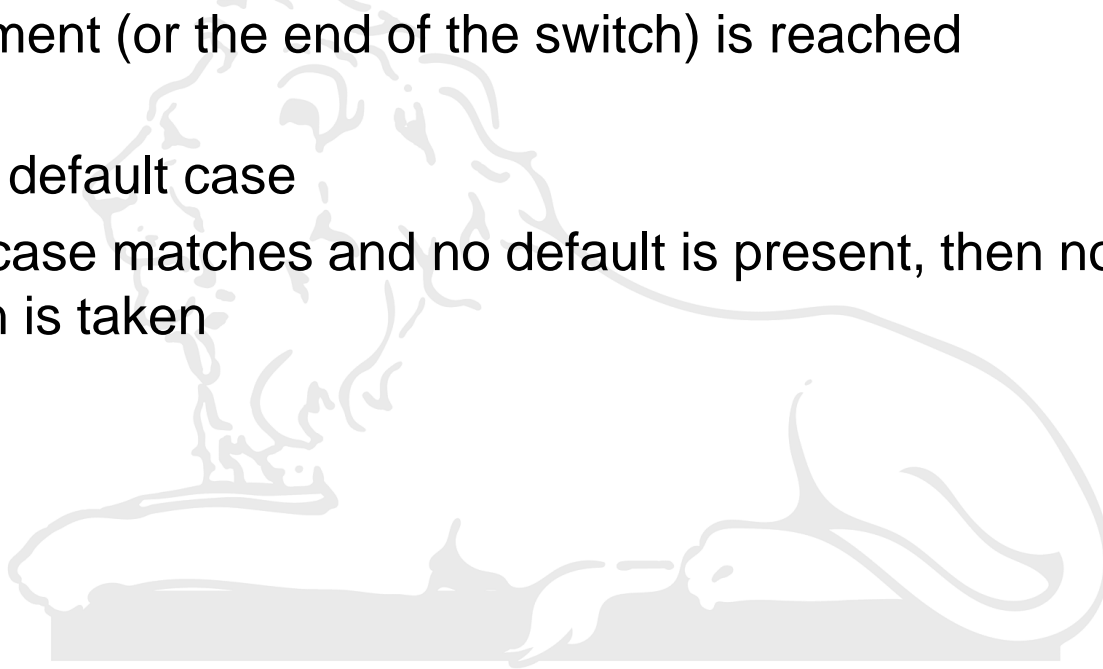 ment (or the end of the switch) is reached
default case
case matches and no default is present, then no
n is taken